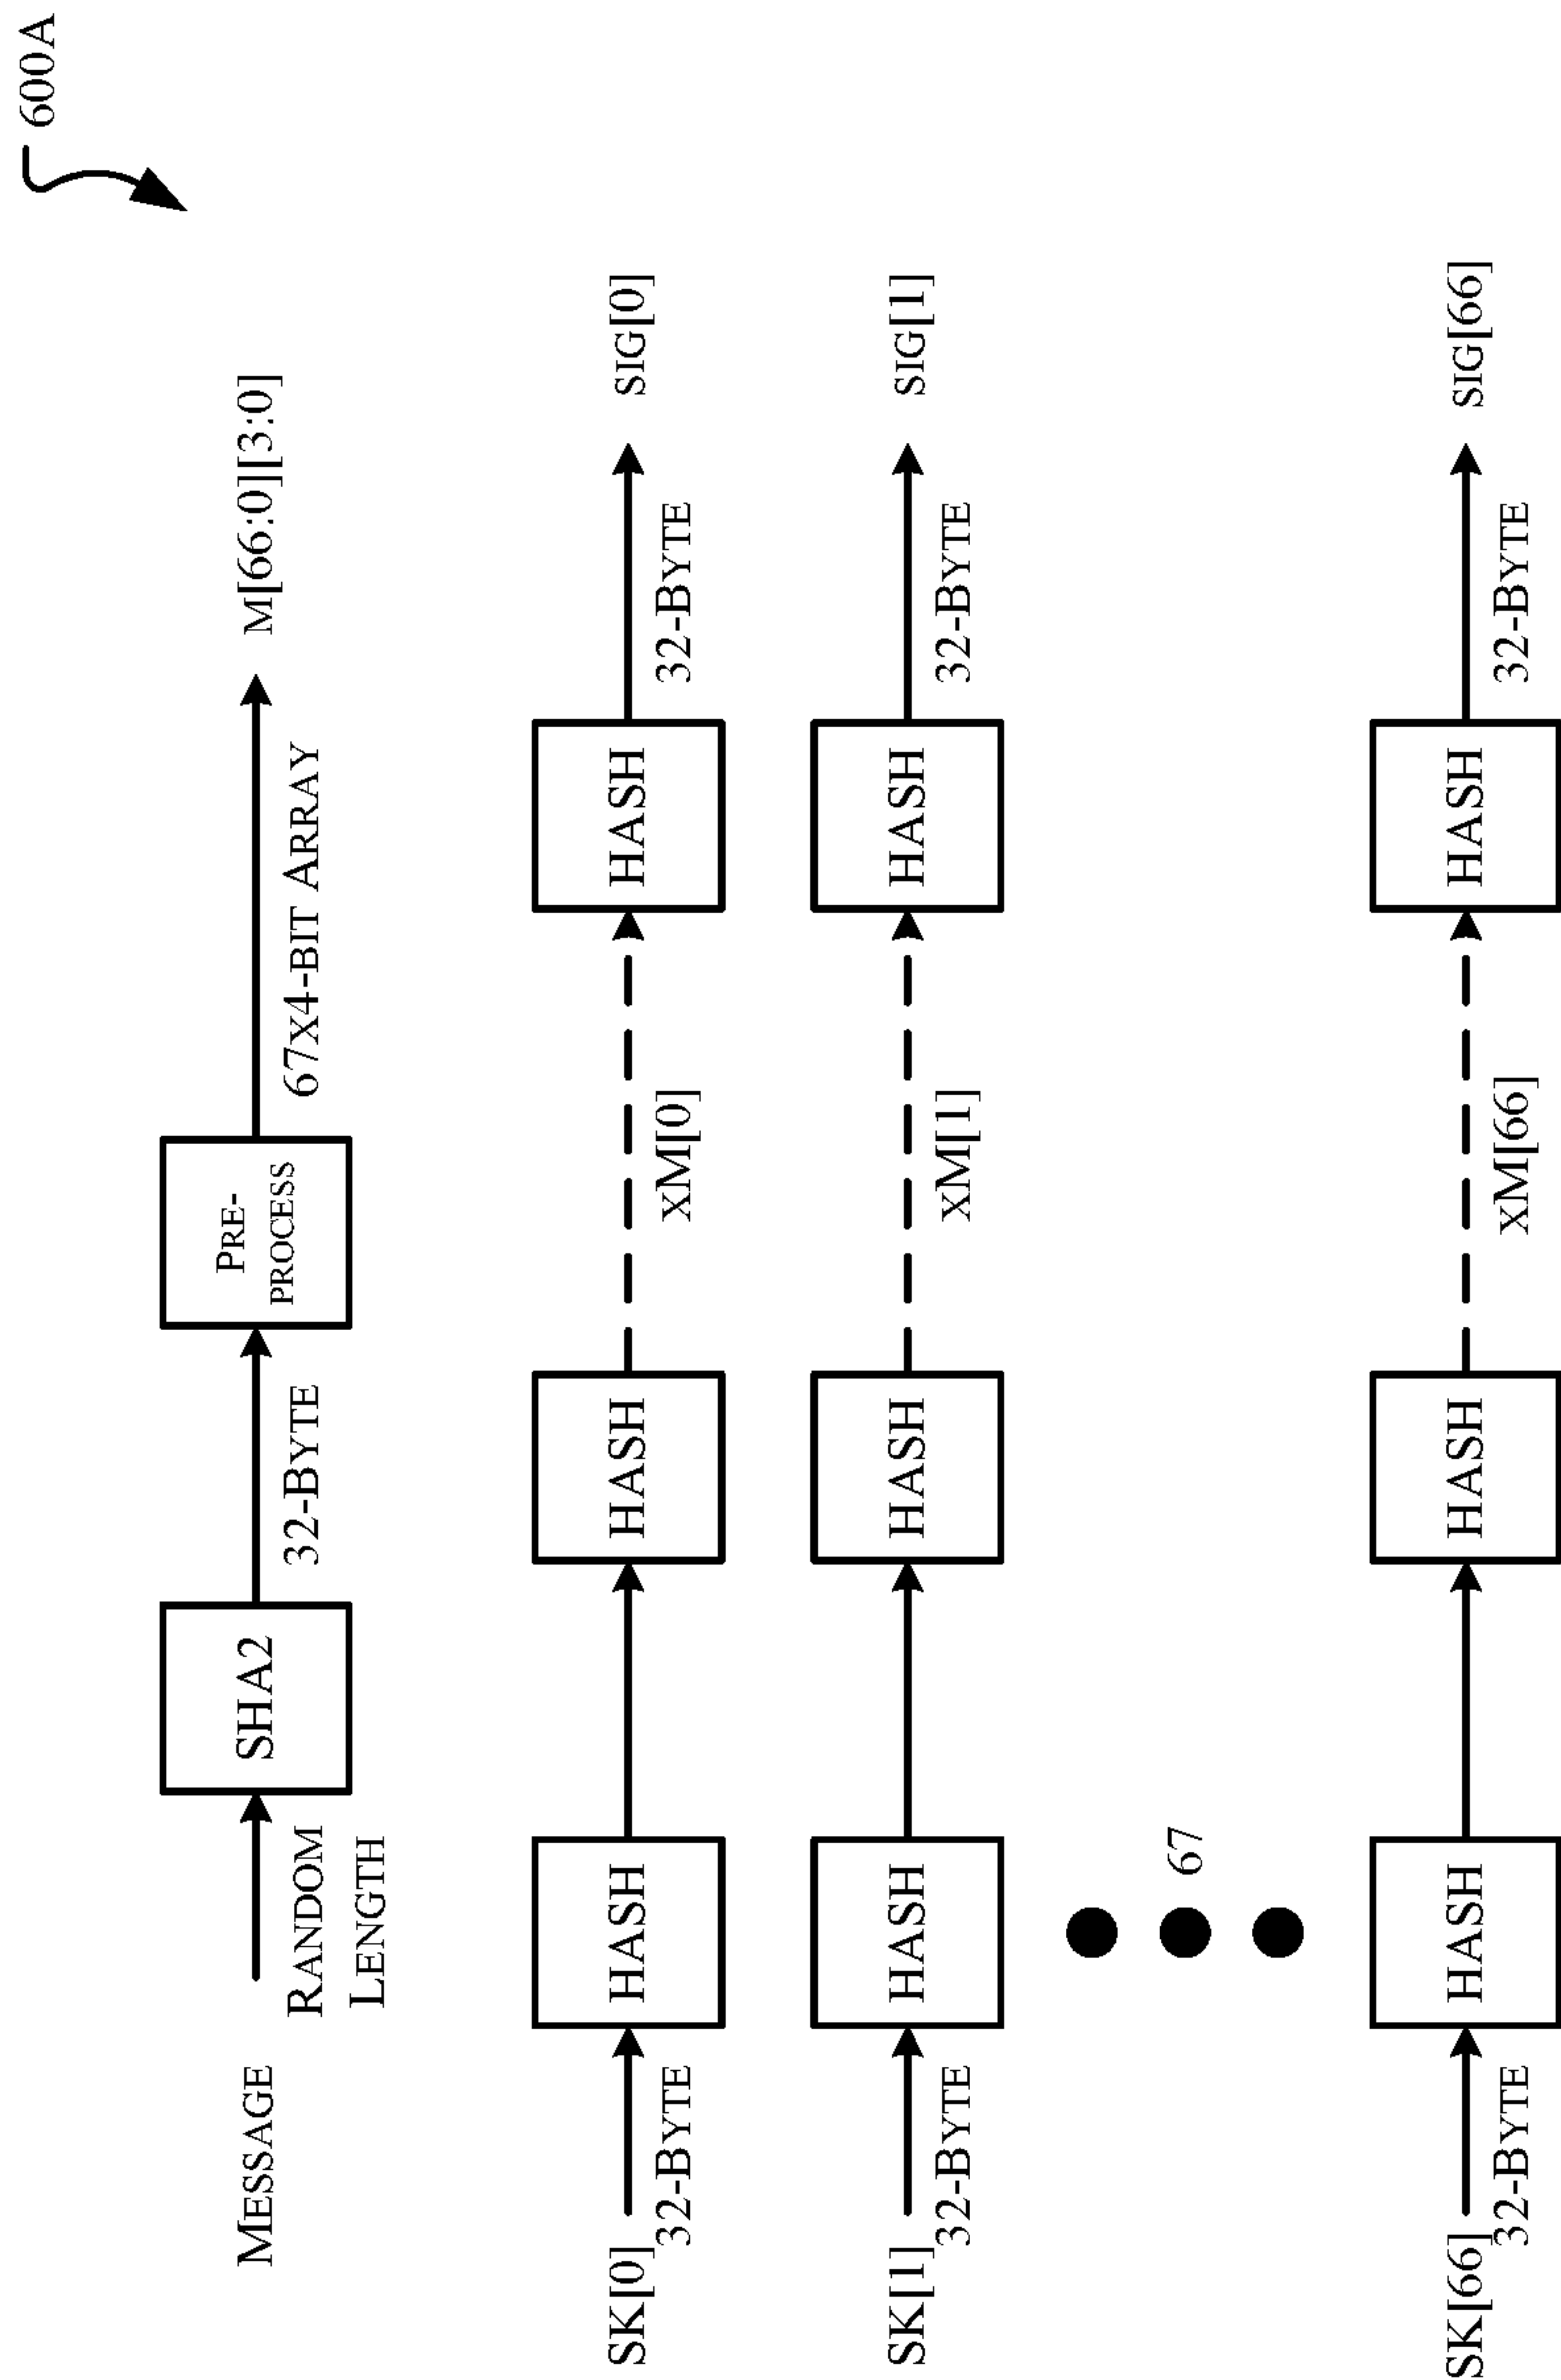 600A
MESSAGE
RANDOM
LENGTH
SHA2
32-BYTE
PRE-
PROCESS
67X4-BIT ARRAY
M[66:0][3:0]
SK[0]
32-BYTE
HASH
HASH
XM[0]
HASH
32-BYTE
SIG[0]
SK[1]
32-BYTE
HASH
HASH
XM[1]
HASH
32-BYTE
SIG[1]
67
SK[66]
32-BYTE
HASH
HASH
XM[66]
HASH
32-BYTE
SIG[66]